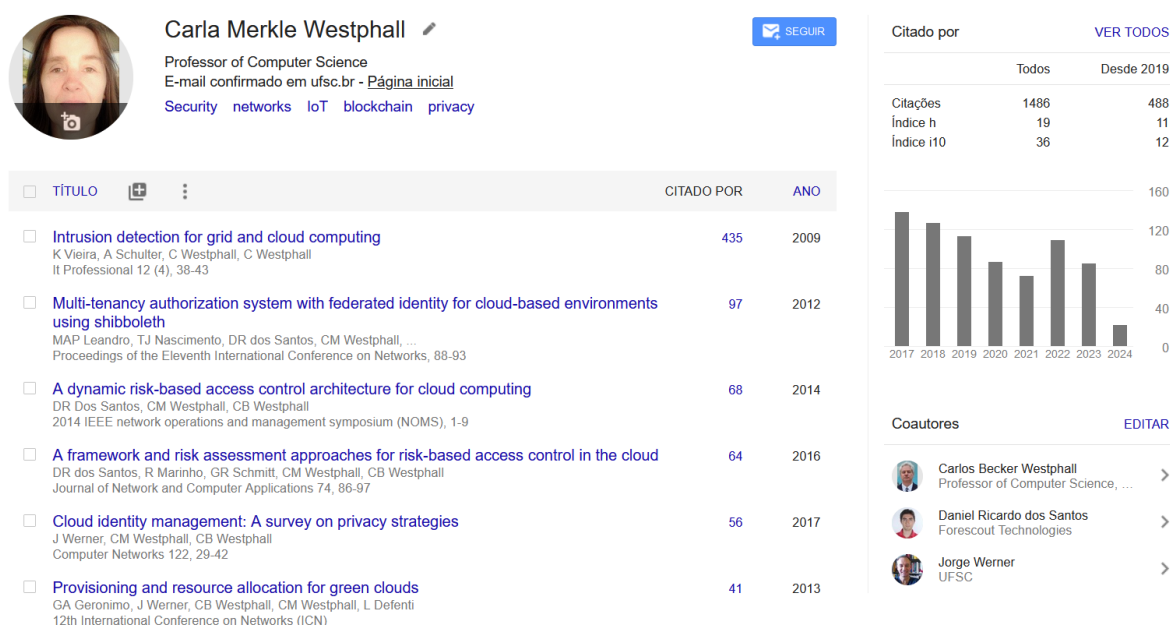 Carla Merkle Westphall
SEGUIR
Professor of Computer Science
E-mail confirmado em ufsc.br - Página inicial
Security networks IoT blockchain privacy
TÍTULO CITADO POR ANO
Intrusion detection for grid and cloud computing 435 2009
K Vieira, A Schulter, C Westphall, C Westphall
It Professional 12 (4), 38-43
Multi-tenancy authorization system with federated identity for cloud-based environments 97 2012
using shibboleth
MAP Leandro, TJ Nascimento, DR dos Santos, CM Westphall, ...
Proceedings of the Eleventh International Conference on Networks, 88-93
A dynamic risk-based access control architecture for cloud computing 68 2014
DR Dos Santos, CM Westphall, CB Westphall
2014 IEEE network operations and management symposium (NOMS), 1-9
A framework and risk assessment approaches for risk-based access control in the cloud 64 2016
DR dos Santos, R Marinho, GR Schmitt, CM Westphall, CB Westphall
Journal of Network and Computer Applications 74, 86-97
Cloud identity management: A survey on privacy strategies 56 2017
J Werner, CM Westphall, CB Westphall
Computer Networks 122, 29-42
Provisioning and resource allocation for green clouds 41 2013
GA Geronimo, J Werner, CB Westphall, CM Westphall, L Defenti
12th International Conference on Networks (ICN)
Citado por VER TODOS
Todos Desde 2019
Citações 1486 488
Índice h 19 11
Índice i10 36 12
160
120
80
40
0
2017 2018 2019 2020 2021 2022 2023 2024
Coautores EDITAR
Carlos Becker Westphall
Professor of Computer Science, ...
Daniel Ricardo dos Santos
Forescout Technologies
Jorge Werner
UFSC